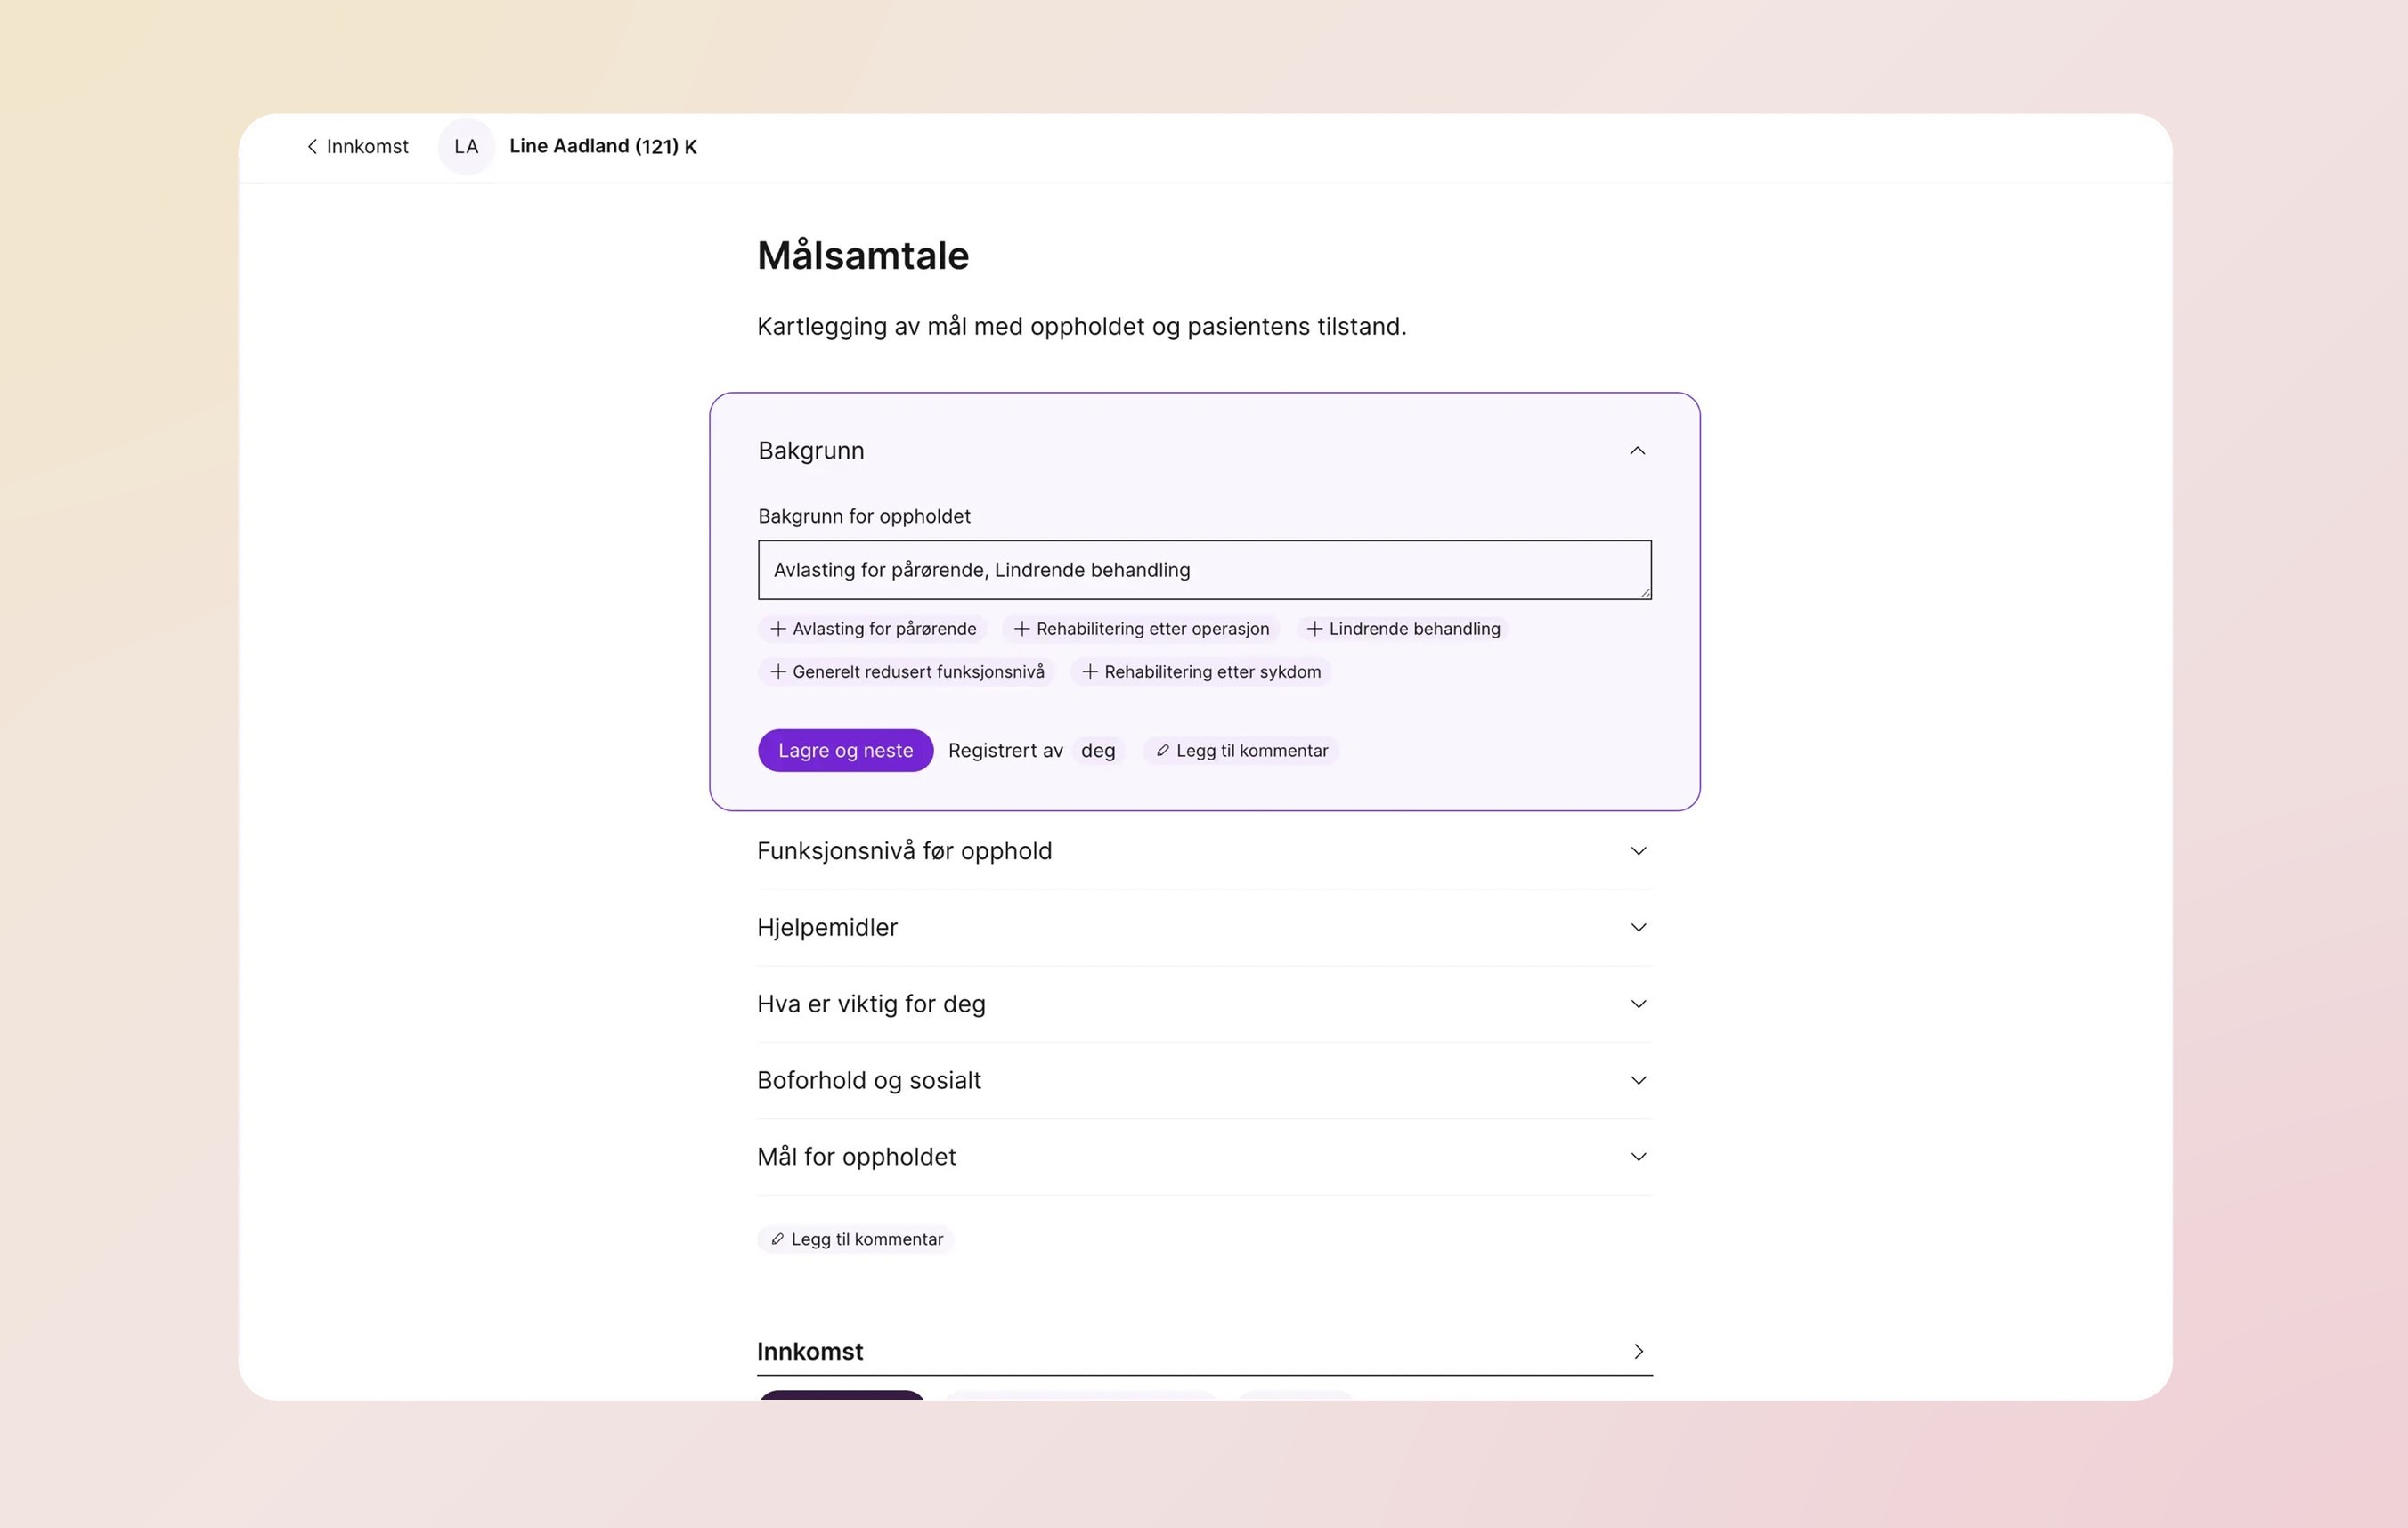 Innkomst LA Line Aadland (121) K
Målsamtale
Kartlegging av mål med oppholdet og pasientens tilstand.
Bakgrunn
Bakgrunn for oppholdet
Avlasting for pårørende, Lindrende behandling
Avlasting for pårørende Rehabilitering etter operasjon Lindrende behandling
Generelt redusert funksjonsnivå Rehabilitering etter sykdom
Lagre og neste Registrert av deg Legg til kommentar
Funksjonsnivå før opphold
Hjelpemidler
Hva er viktig for deg
Boforhold og sosialt
Mål for oppholdet
Legg til kommentar
Innkomst